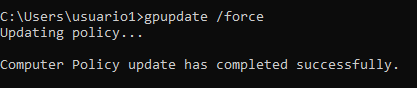 C:\Users\usuario1>gpupdate /force
Updating policy...
Computer Policy update has completed successfully.